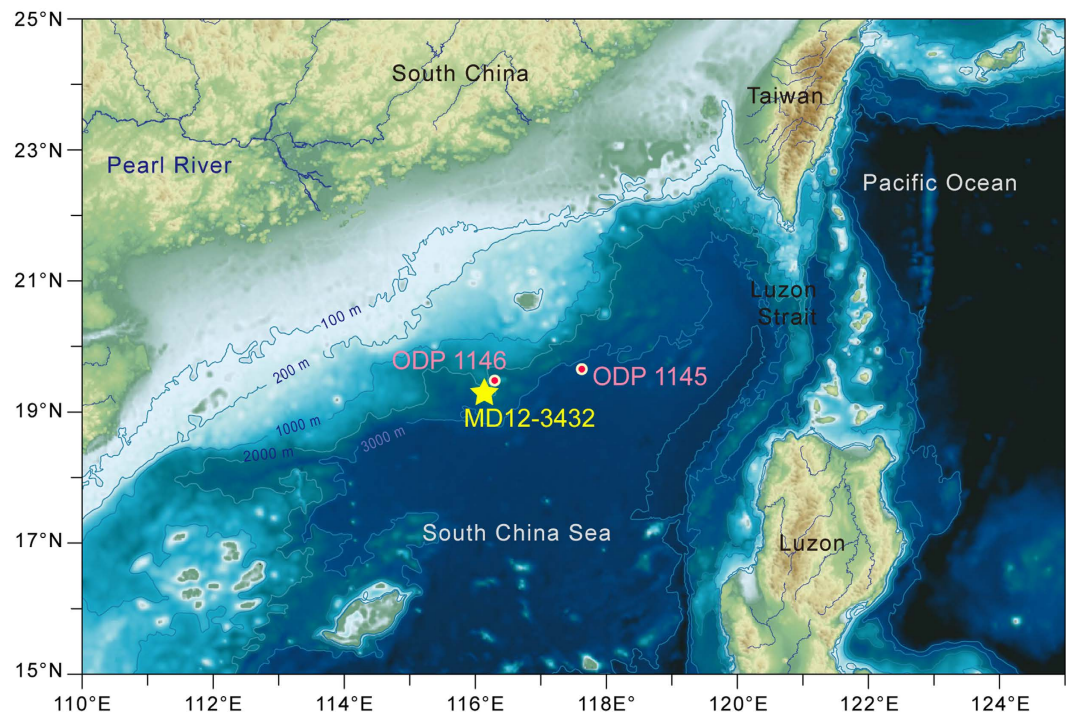 25°N
South China
Taiwan
23°N
Pearl River
Pacific Ocean
21°N
Luzon
Strait
100 m
200 m
ODP 1146
ODP 1145
19°N
MD12-3432
1000 m
2000 m
3000 m
South China Sea
17°N
Luzon
15°N
110°E
112°E
114°E
116°E
118°E
120°E
122°E
124°E